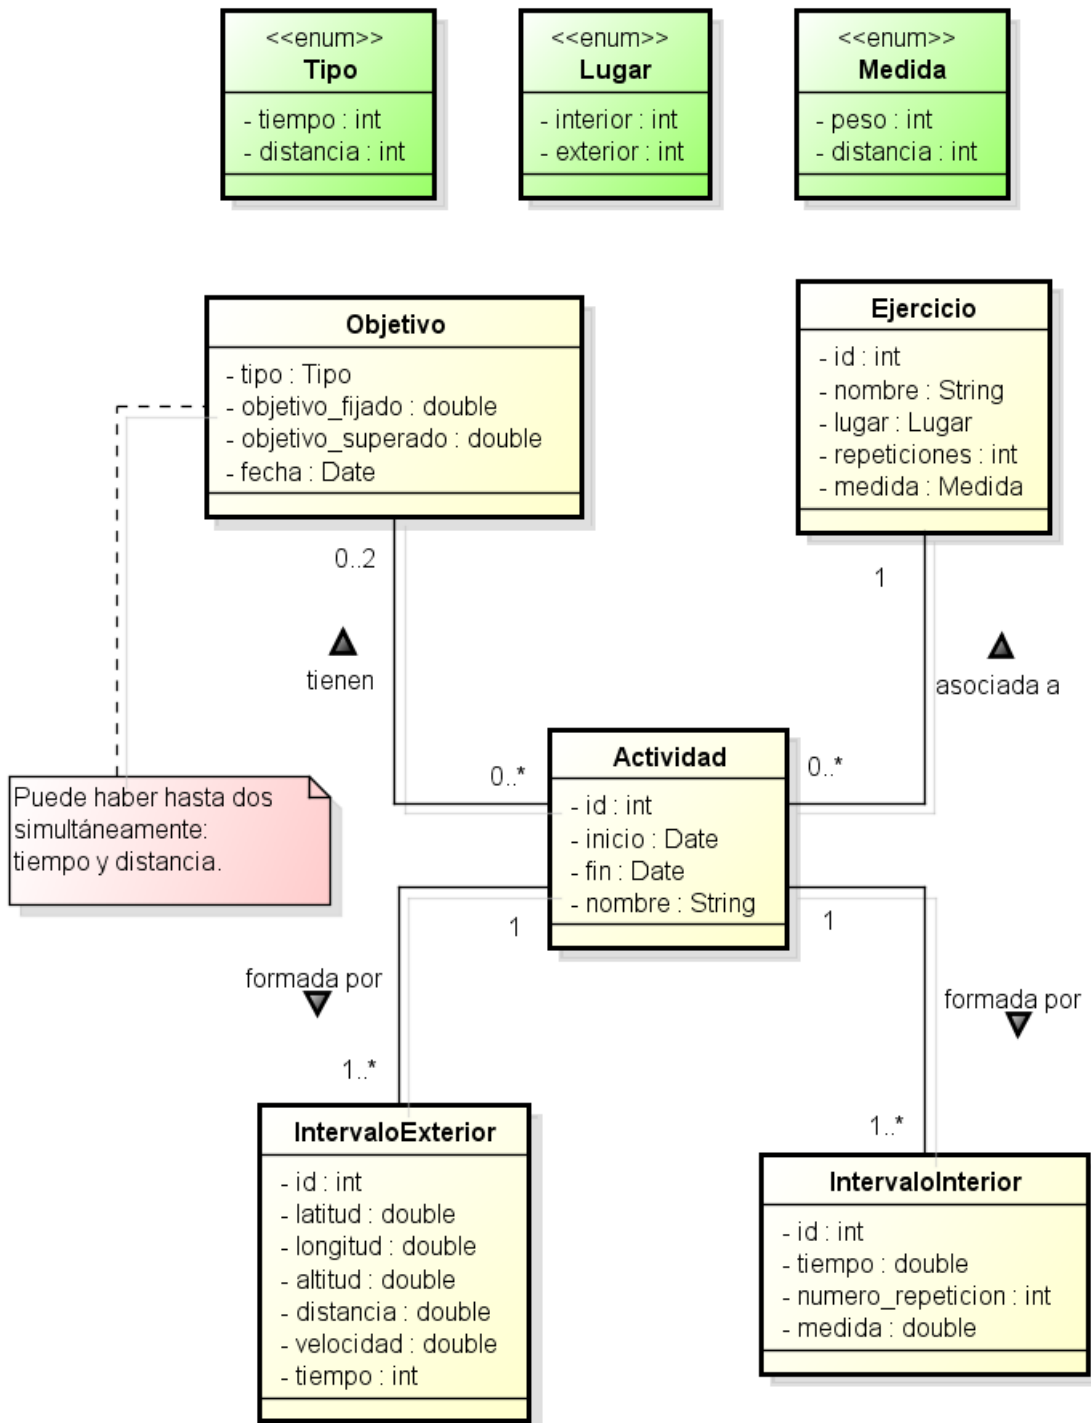 <<enum>>
Tipo
- tiempo : int
- distancia : int
<<enum>>
Lugar
- interior : int
- exterior : int
<<enum>>
Medida
- peso : int
- distancia : int
Objetivo
- tipo : Tipo
- objetivo_fijado : double
- objetivo_superado : double
- fecha : Date
Ejercicio
- id : int
- nombre : String
- lugar : Lugar
- repeticiones : int
- medida : Medida
0..2
1
tienen
asociada a
Puede haber hasta dos
simultáneamente:
tiempo y distancia.
0..*
0..*
Actividad
- id : int
- inicio : Date
- fin : Date
- nombre : String
1
1
formada por
formada por
1..*
1..*
IntervaloExterior
- id : int
- latitud : double
- longitud : double
- altitud : double
- distancia : double
- velocidad : double
- tiempo : int
IntervaloInterior
- id : int
- tiempo : double
- numero_repeticion : int
- medida : double